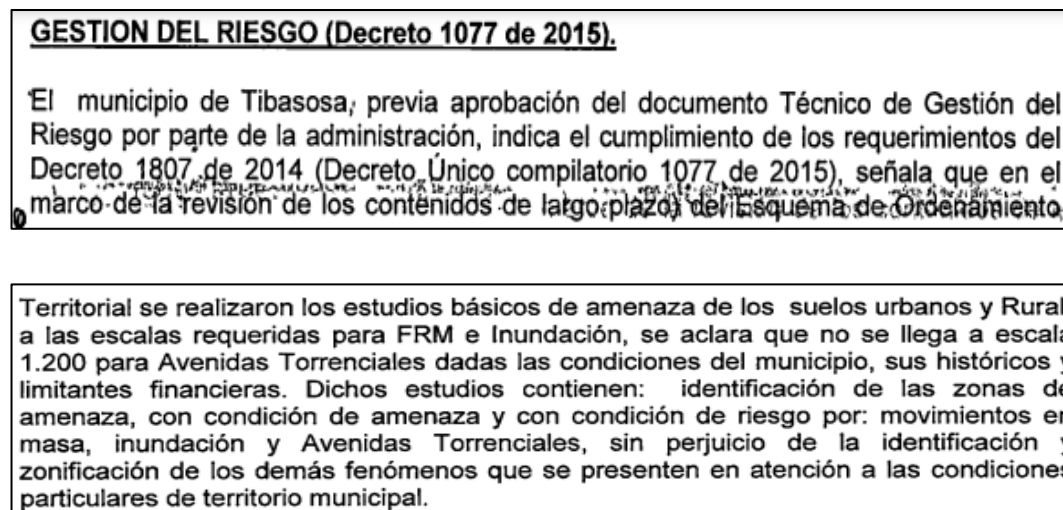 GESTION DEL RIESGO (Decreto 1077 de 2015).
El municipio de Tibasosa, previa aprobación del documento Técnico de Gestión del
Riesgo por parte de la administración, indica el cumplimiento de los requerimientos del
Decreto 1807 de 2014 (Decreto Único compilatorio 1077 de 2015), señala que en el
marco de la revisión de los contenidos de largo plazo) del Esquema de Ordenamiento
Territorial se realizaron los estudios básicos de amenaza de los suelos urbanos y Rural
a las escalas requeridas para FRM e Inundación, se aclara que no se llega a escala
1.200 para Avenidas Torrenciales dadas las condiciones del municipio, sus históricos y
limitantes financieras. Dichos estudios contienen: identificación de las zonas de
amenaza, con condición de amenaza y con condición de riesgo por: movimientos en
masa, inundación y Avenidas Torrenciales, sin perjuicio de la identificación y
zonificación de los demás fenómenos que se presenten en atención a las condiciones
particulares de territorio municipal.